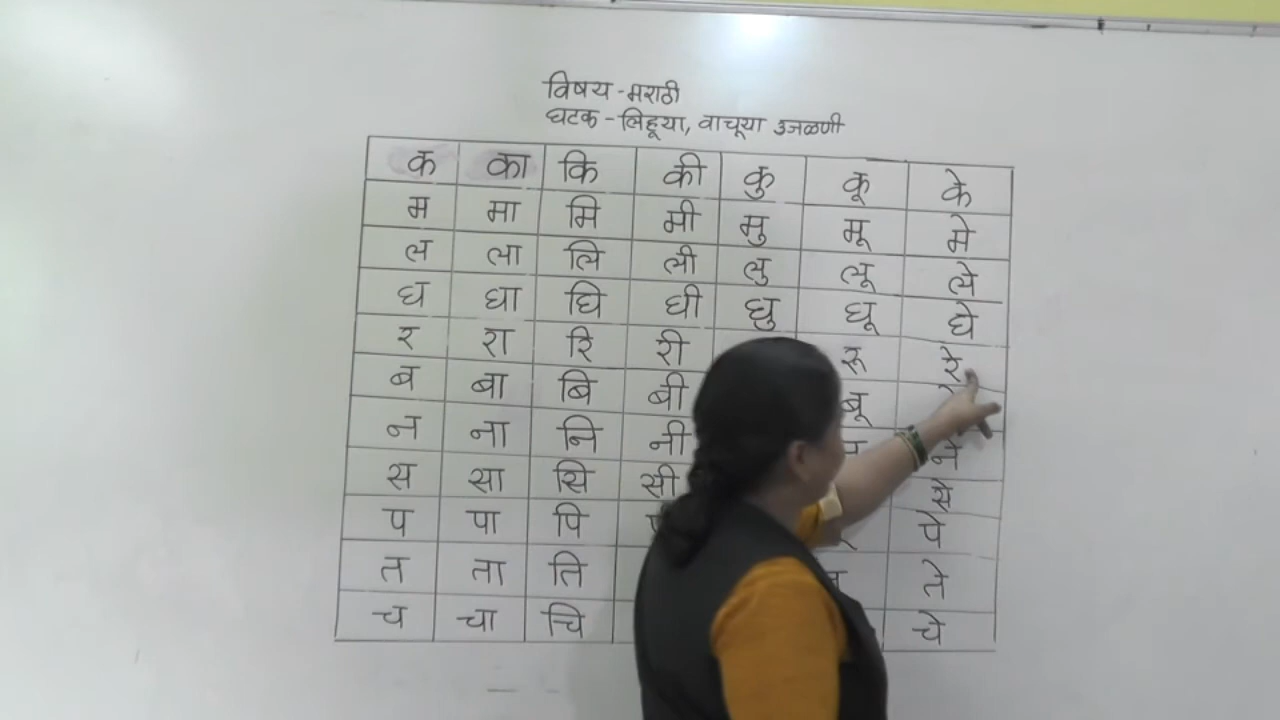 विषय - मराठी
घटक - लिहूया, वाचूया उजळणी
क का कि की कु कू के
म मा मि मी मु मू मे
ल ला लि ली लु लू ले
घ घा घि घी घु घू घे
र रा रि री रू रे
ब बा बि बी बू
न ना नि नी ने
स सा सि सी से
प पा पि पे
त ता ति ते
च चा चि चे